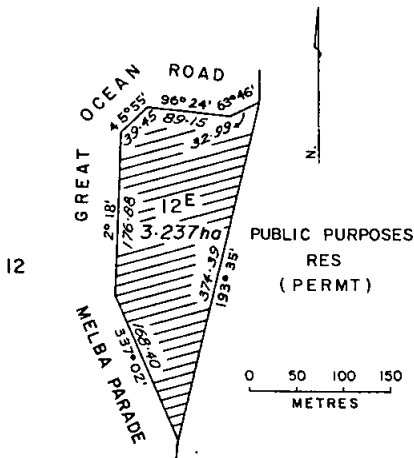 GREAT OCEAN ROAD
45°55'
39.45
96° 24'
89.15
63°46'
32.99
N.
2° 18'
176.88
12E
3.237ha
374.39
193° 35'
PUBLIC PURPOSES
RES
(PERMT)
12
168.40
337°02'
MELBA PARADE
0 50 100 150
METRES